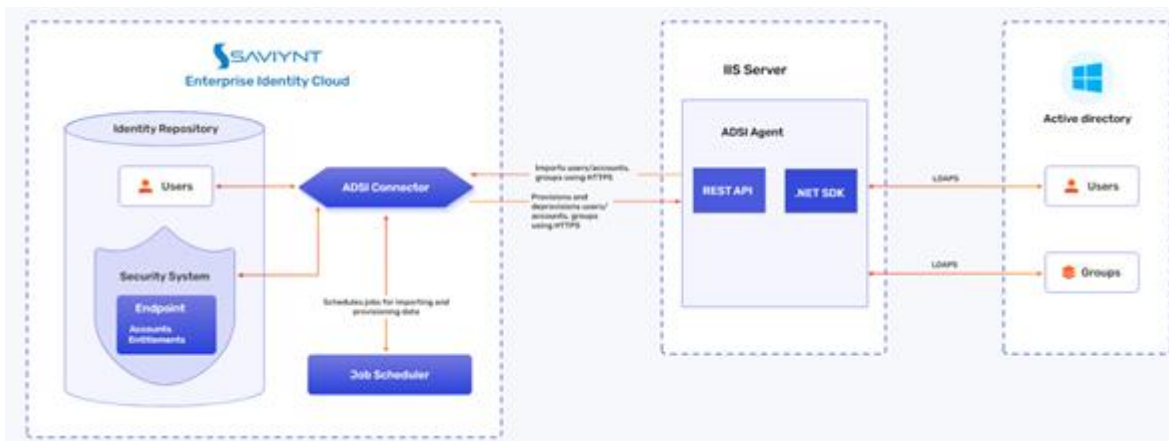 SAVIYNT
Enterprise Identity Cloud
Identity Repository
Users
ADSI Connector
Security System
Endpoint
Accounts
Entitlements
Schedules jobs for importing and
provisioning data
Job Scheduler
Imports users/accounts,
groups using HTTPS
Provisions and
deprovisions users/
accounts, groups
using HTTPS
IIS Server
ADSI Agent
REST API
.NET SDK
LDAPS
LDAPS
Active directory
Users
Groups